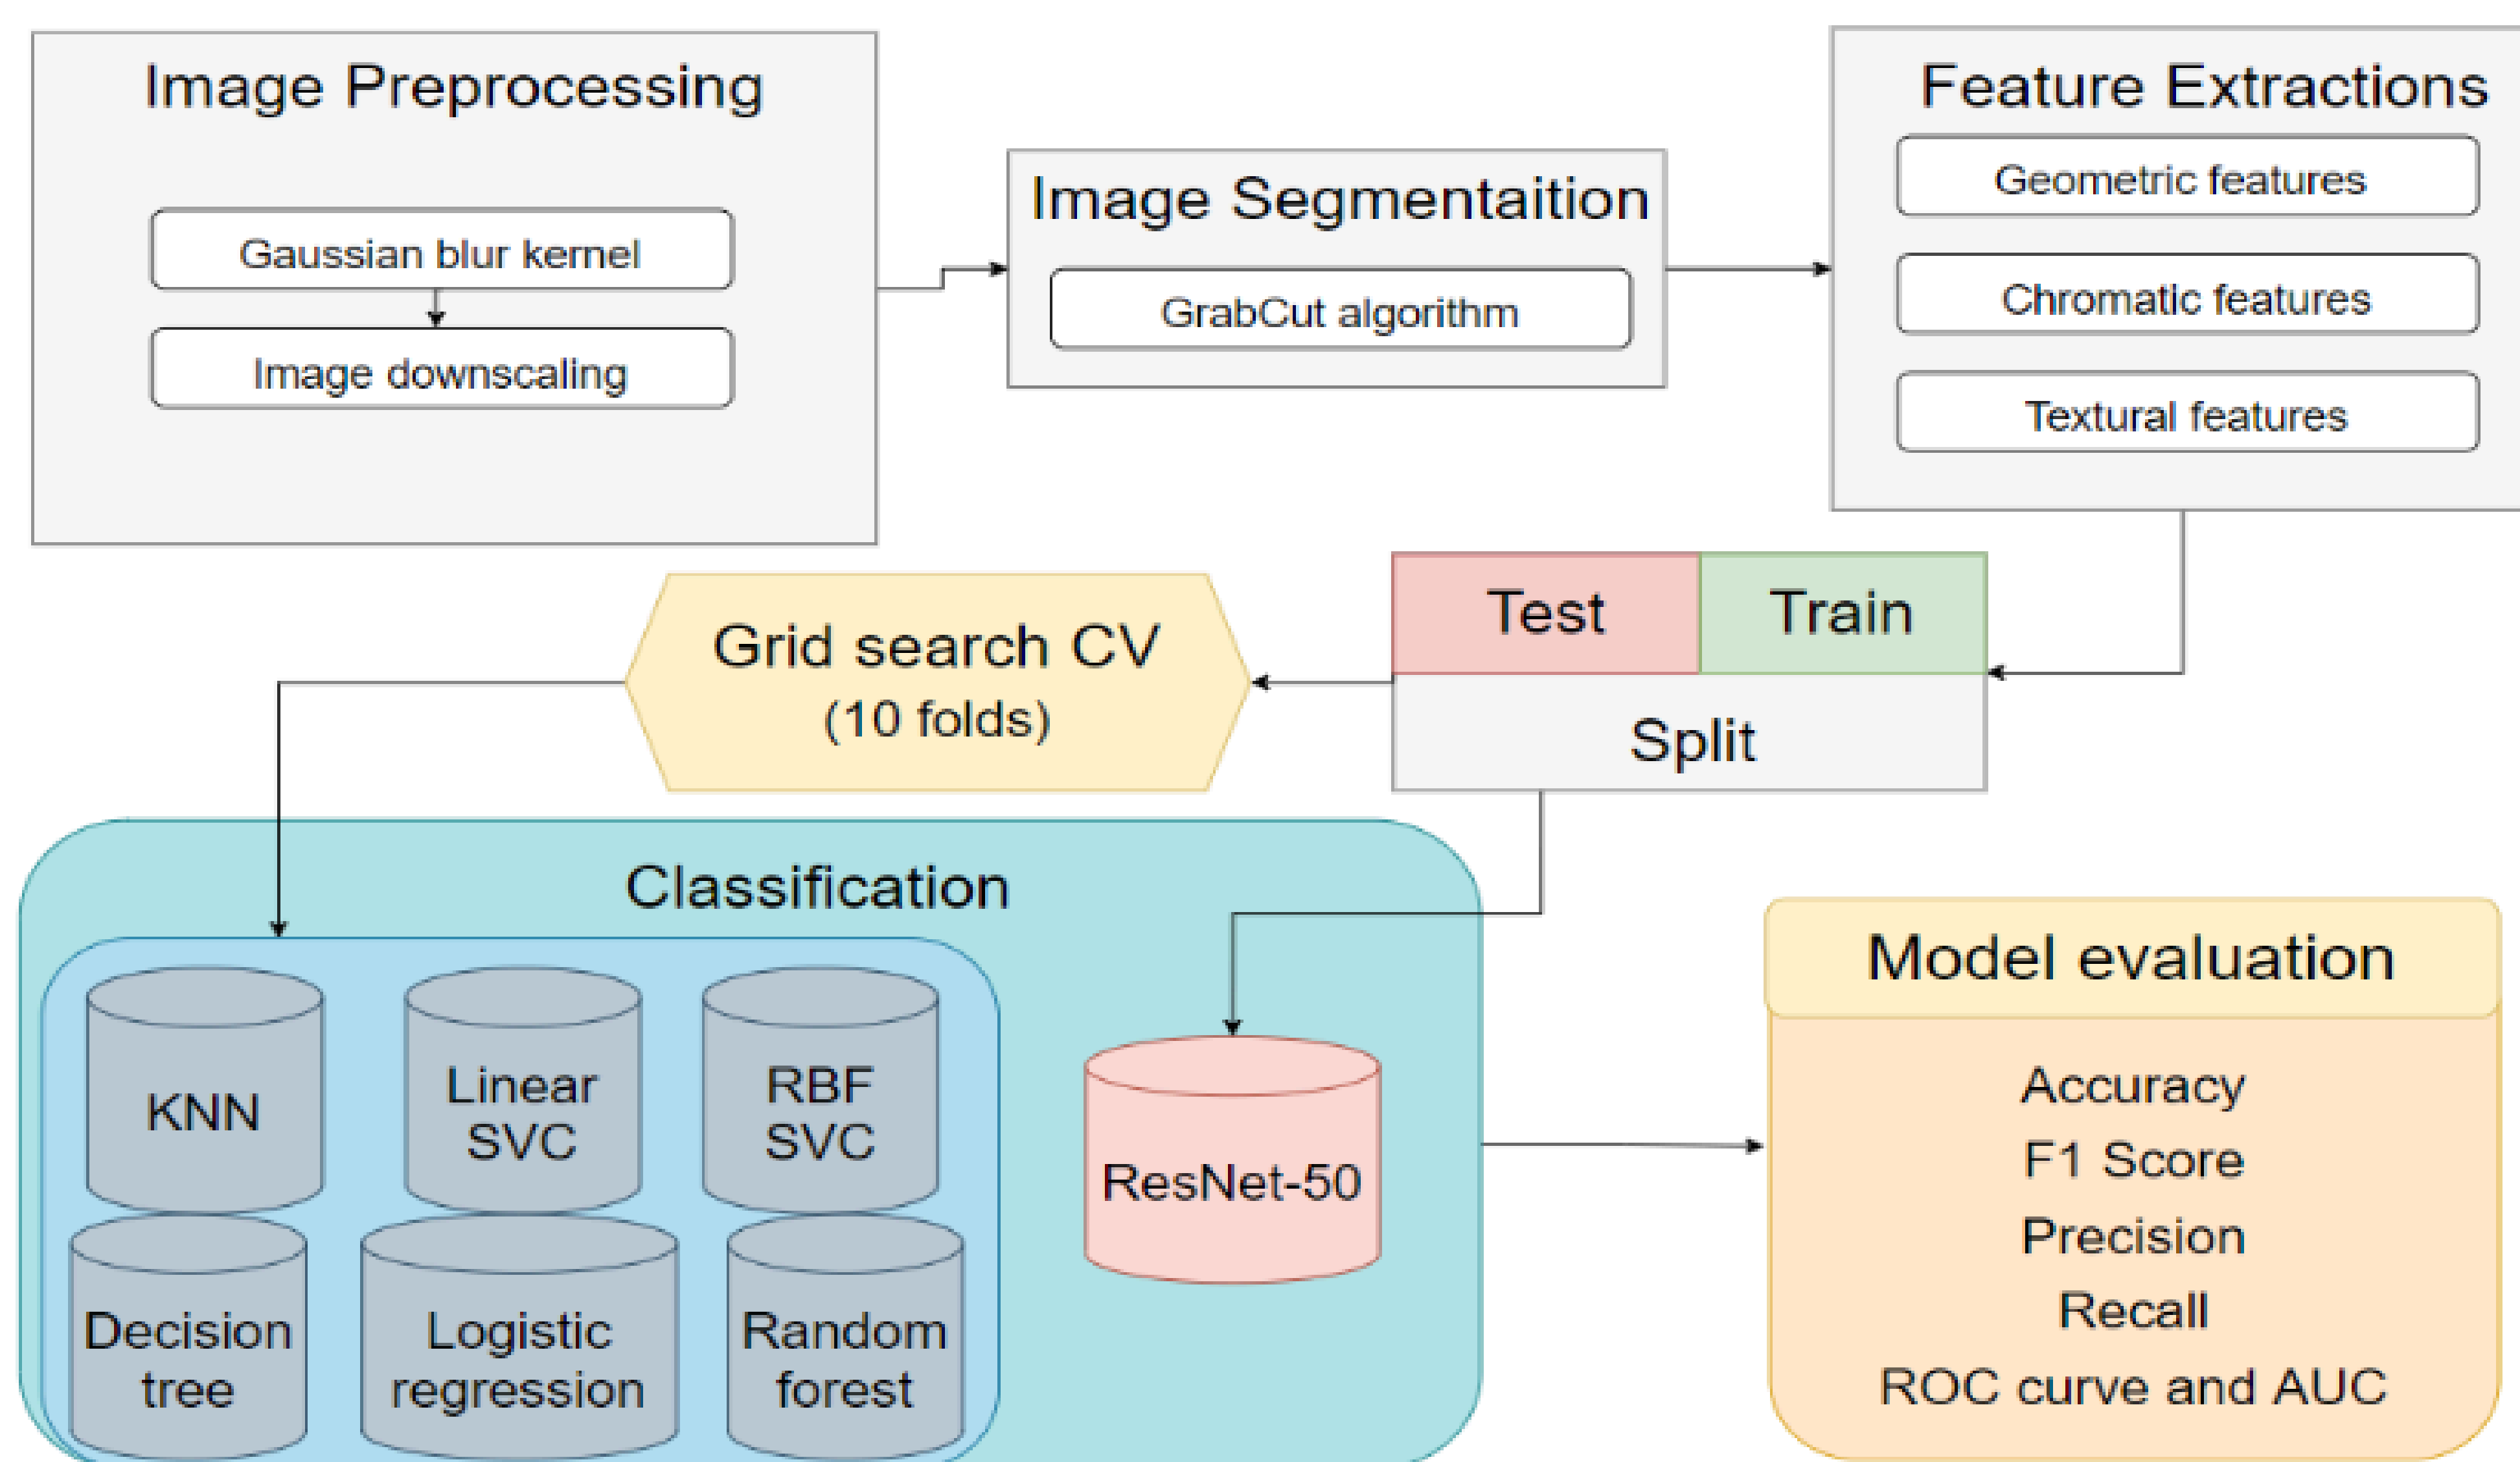 Image Preprocessing
Gaussian blur kernel
Image downscaling
Image Segmentaition
GrabCut algorithm
Feature Extractions
Geometric features
Chromatic features
Textural features
Test
Train
Split
Grid search CV
(10 folds)
Classification
KNN
Linear
SVC
RBF
SVC
Decision
tree
Logistic
regression
Random
forest
ResNet-50
Model evaluation
Accuracy
F1 Score
Precision
Recall
ROC curve and AUC